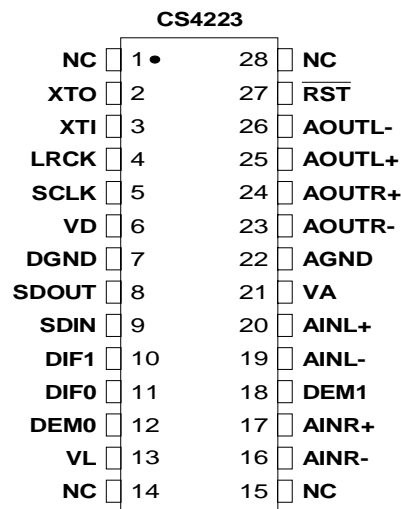 CS4223
NC 1 28 NC
XTO 2 27 RST
XTI 3 26 AOUTL-
LRCK 4 25 AOUTL+
SCLK 5 24 AOUTR+
VD 6 23 AOUTR-
DGND 7 22 AGND
SDOUT 8 21 VA
SDIN 9 20 AINL+
DIF1 10 19 AINL-
DIF0 11 18 DEM1
DEM0 12 17 AINR+
VL 13 16 AINR-
NC 14 15 NC